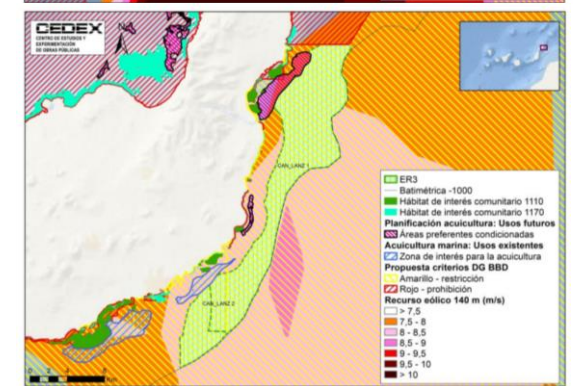 CEDEX
CENTRO DE ESTUDIOS Y
EXPERIMENTACIÓN
DE OBRAS PÚBLICAS
N
CAN_LANZ 1
CAN_LANZ 2
ER3
Batimétrica -1000
Hábitat de interés comunitario 1110
Hábitat de interés comunitario 1170
Planificación acuicultura: Usos futuros
Áreas preferentes condicionadas
Acuicultura marina: Usos existentes
Zona de interés para la acuicultura
Propuesta criterios DG BBD
Amarillo - restricción
Rojo - prohibición
Recurso eólico 140 m (m/s)
> 7,5
7,5 - 8
8 - 8,5
8,5 - 9
9 - 9,5
9,5 - 10
> 10